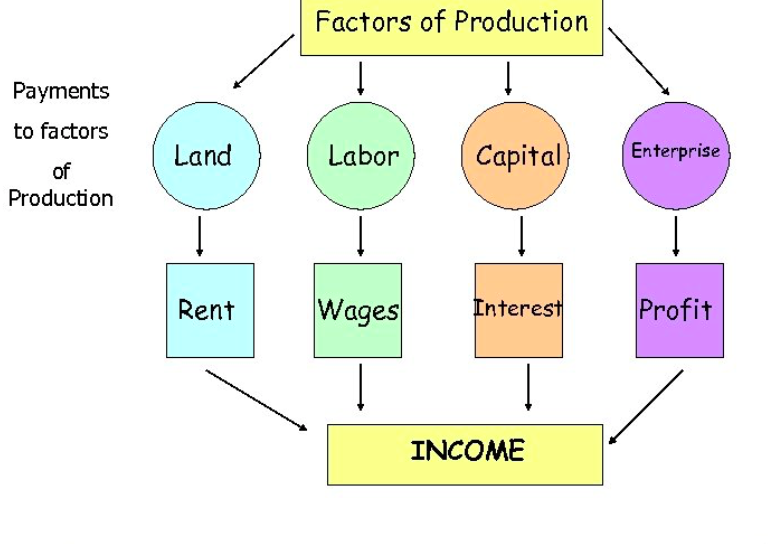 Factors of Production
Payments
to factors
of
Production
Land
Labor
Capital
Enterprise
Rent
Wages
Interest
Profit
INCOME